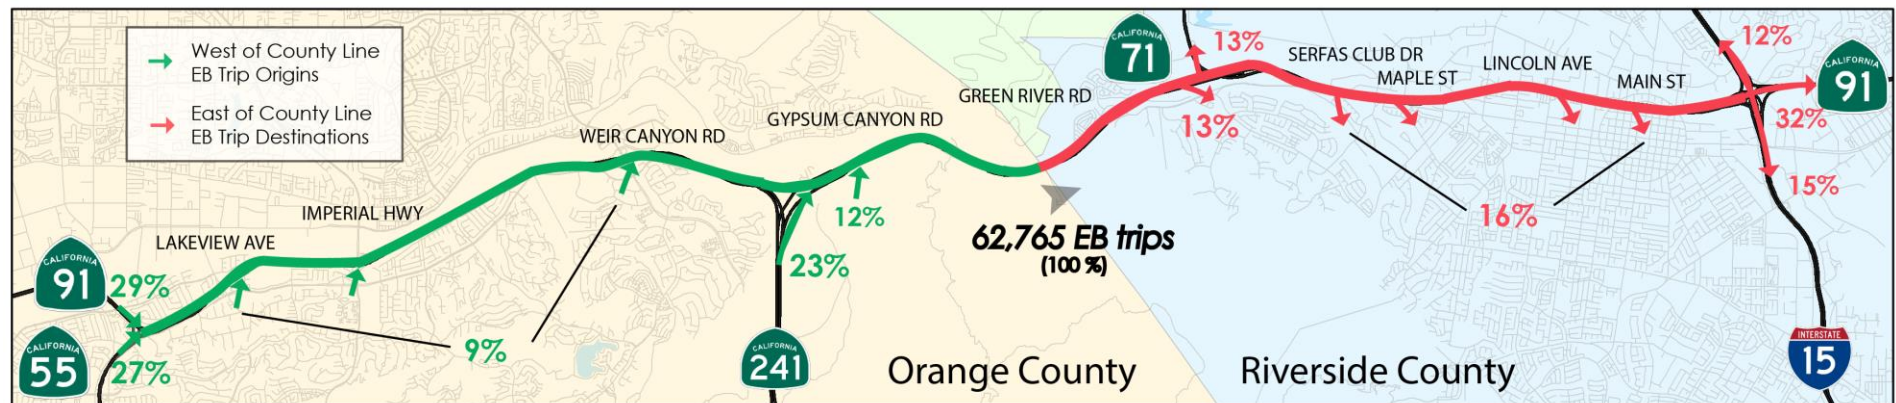 West of County Line
EB Trip Origins
East of County Line
EB Trip Destinations
CALIFORNIA
91
29%
CALIFORNIA
55
27%
LAKEVIEW AVE
IMPERIAL HWY
9%
WEIR CANYON RD
CALIFORNIA
241
23%
GYPSUM CANYON RD
12%
Orange County
GREEN RIVER RD
62,765 EB trips
(100 %)
CALIFORNIA
71
13%
13%
Riverside County
SERFAS CLUB DR
MAPLE ST
LINCOLN AVE
MAIN ST
16%
12%
CALIFORNIA
91
32%
15%
INTERSTATE
15